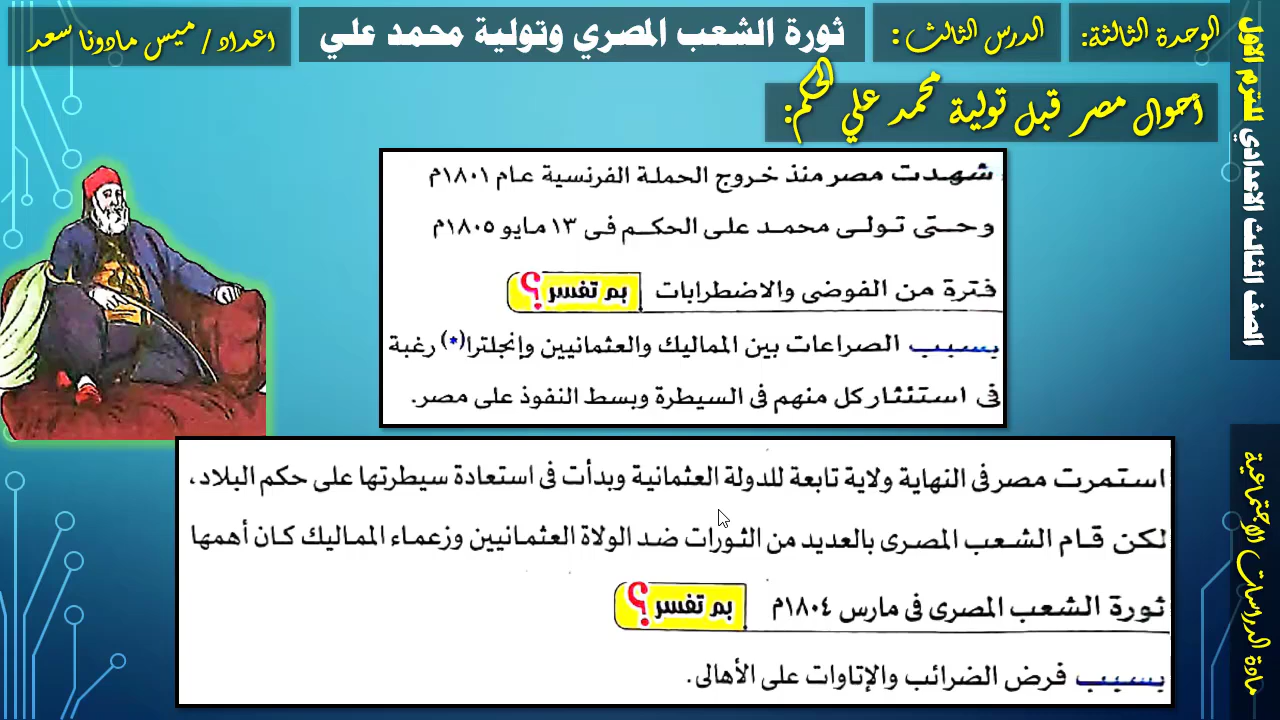 الوحدة الثالثة:
الدرس الثالث :
ثورة الشعب المصري وتولية محمد علي
اعداد / ميس مادونا سعد
أحوال مصر قبل تولية محمد علي الحكم:
شهدت مصر منذ خروج الحملة الفرنسية عام ١٨٠١م
وحتى تولى محمد على الحكم فى ١٣ مايو ١٨٠٥م
فترة من الفوضى والاضطرابات بم تفسر ؟
بسبب الصراعات بين المماليك والعثمانيين وإنجلترا(*) رغبة
فى استئثار كل منهم فى السيطرة وبسط النفوذ على مصر.
استمرت مصر فى النهاية ولاية تابعة للدولة العثمانية وبدأت فى استعادة سيطرتها على حكم البلاد،
لكن قام الشعب المصرى بالعديد من الثورات ضد الولاة العثمانيين وزعماء المماليك كان أهمها
ثورة الشعب المصرى فى مارس ١٨٠٤م بم تفسر ؟
بسبب فرض الضرائب والإتاوات على الأهالى.
الصف الثالث الاعدادي للترم الاول
مادة الدراسات الاجتماعية